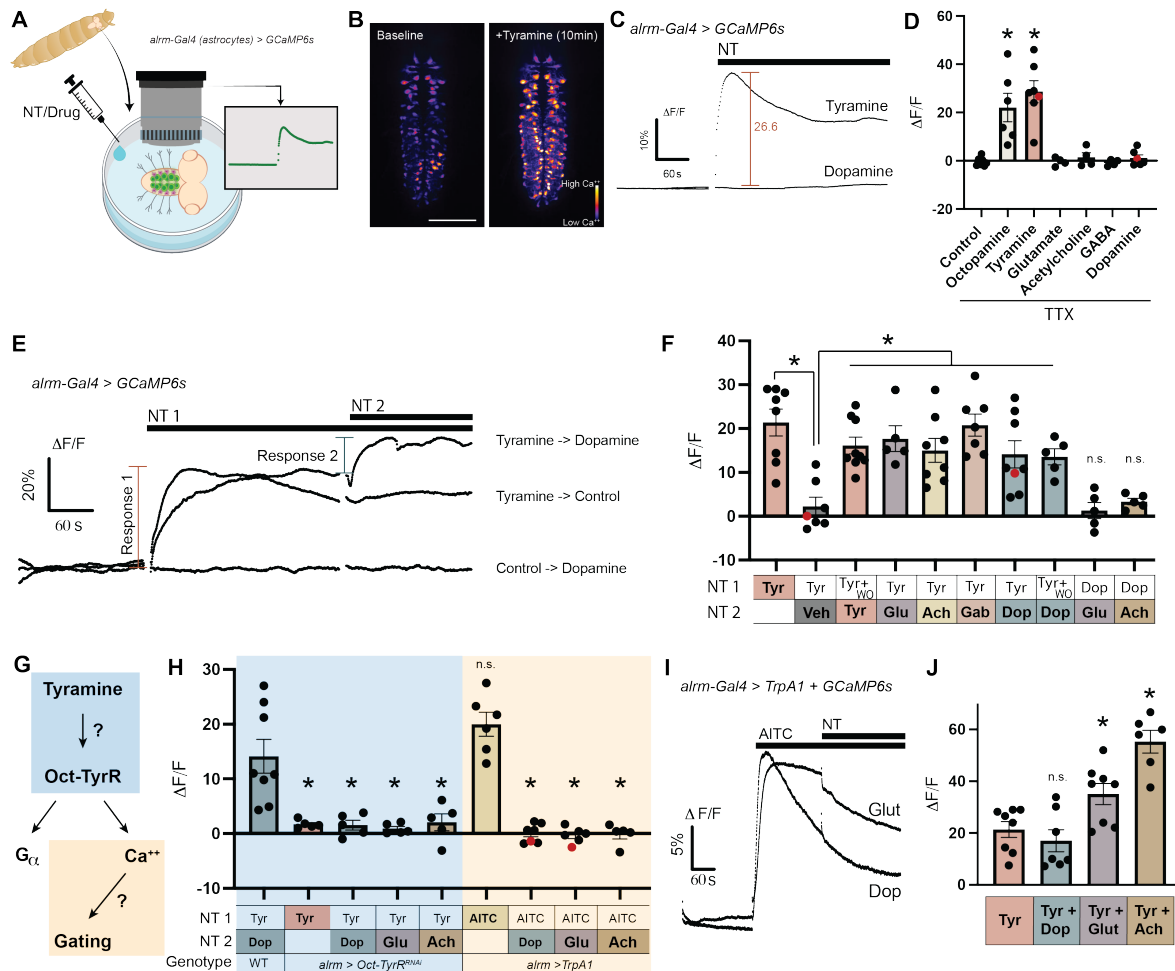 A
alrm-Gal4 (astrocytes) > GCaMP6s
NT/Drug
B
Baseline
+Tyramine (10min)
High Ca++
Low Ca++
C
alrm-Gal4 > GCaMP6s
NT
ΔF/F
10%
60 s
26.6
Tyramine
Dopamine
D
ΔF/F
60
40
20
0
-20
* *
Control
Octopamine
Tyramine
Glutamate
Acetylcholine
GABA
Dopamine
TTX
E
alrm-Gal4 > GCaMP6s
NT 1
NT 2
ΔF/F
20%
60 s
Response 1
Response 2
Tyramine -> Dopamine
Tyramine -> Control
Control -> Dopamine
F
ΔF/F
40
30
20
10
0
-10
* *
n.s. n.s.
NT 1 Tyr Tyr Tyr+WO Tyr Tyr Tyr Tyr Tyr+WO Dop Dop
NT 2 Veh Tyr Glu Ach Gab Dop Dop Glu Ach
G
Tyramine
?
Oct-TyrR
Gα
Ca++
?
Gating
H
ΔF/F
30
20
10
0
-10
n.s.
* * * * * * *
NT 1 Tyr Tyr Tyr Tyr Tyr AITC AITC AITC AITC
NT 2 Dop Dop Glu Ach Dop Glu Ach
Genotype WT alrm > Oct-TyrRRNAi alrm >TrpA1
I
alrm-Gal4 > TrpA1 + GCaMP6s
NT
AITC
Δ F/F
5%
60 s
Glut
Dop
J
ΔF/F
60
40
20
0
n.s. * *
Tyr
Tyr + Dop
Tyr + Glut
Tyr + Ach